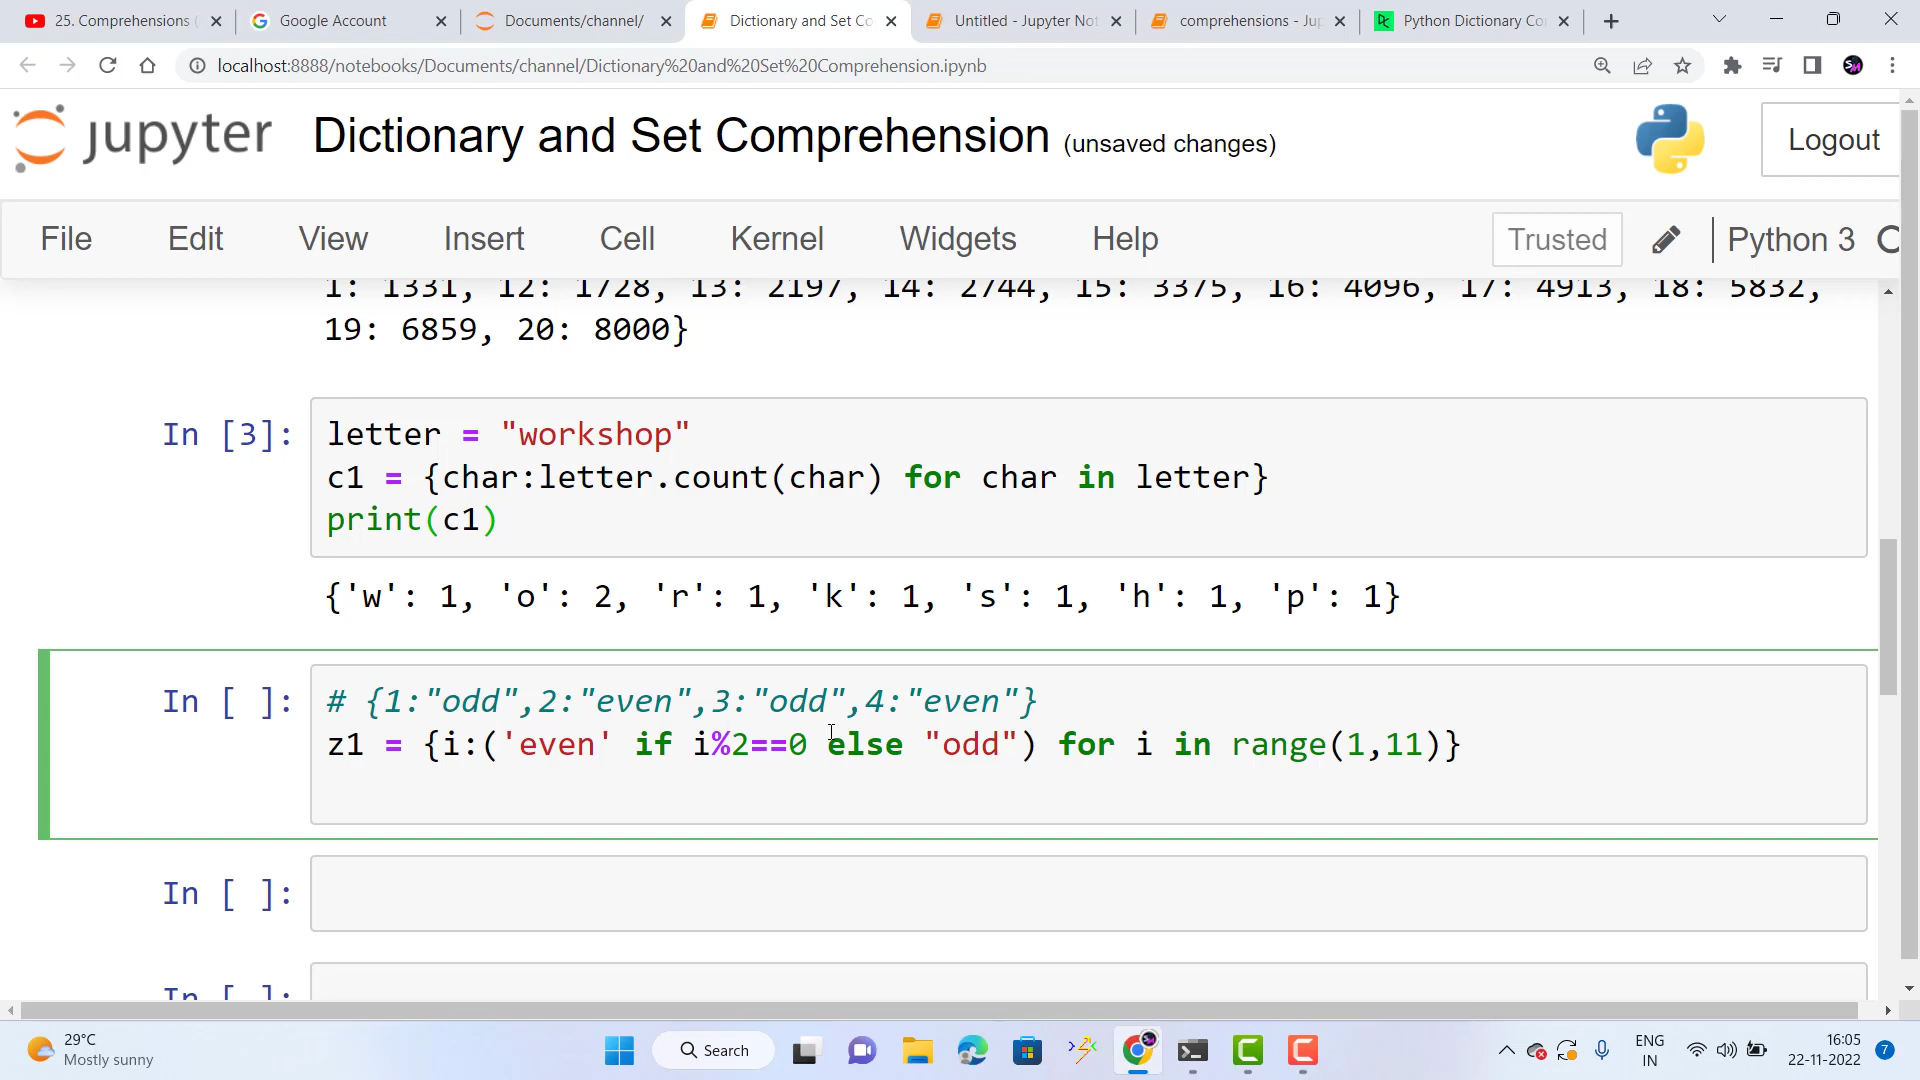 25. Comprehensions (
Google Account
Documents/channel/
Dictionary and Set Co
Untitled - Jupyter Not
comprehensions - Jup
Python Dictionary Co
localhost:8888/notebooks/Documents/channel/Dictionary%20and%20Set%20Comprehension.ipynb
jupyter Dictionary and Set Comprehension (unsaved changes)
Logout
File Edit View Insert Cell Kernel Widgets Help Trusted Python 3
1: 1331, 12: 1728, 13: 2197, 14: 2744, 15: 3375, 16: 4096, 17: 4913, 18: 5832,
19: 6859, 20: 8000}
In [3]:
letter = "workshop"
c1 = {char:letter.count(char) for char in letter}
print(c1)
{'w': 1, 'o': 2, 'r': 1, 'k': 1, 's': 1, 'h': 1, 'p': 1}
In [ ]:
# {1:"odd",2:"even",3:"odd",4:"even"}
z1 = {i:('even' if i%2==0 else "odd") for i in range(1,11)}
In [ ]:
In [ ]:
29°C
Mostly sunny
Search
ENG
IN
16:05
22-11-2022
7